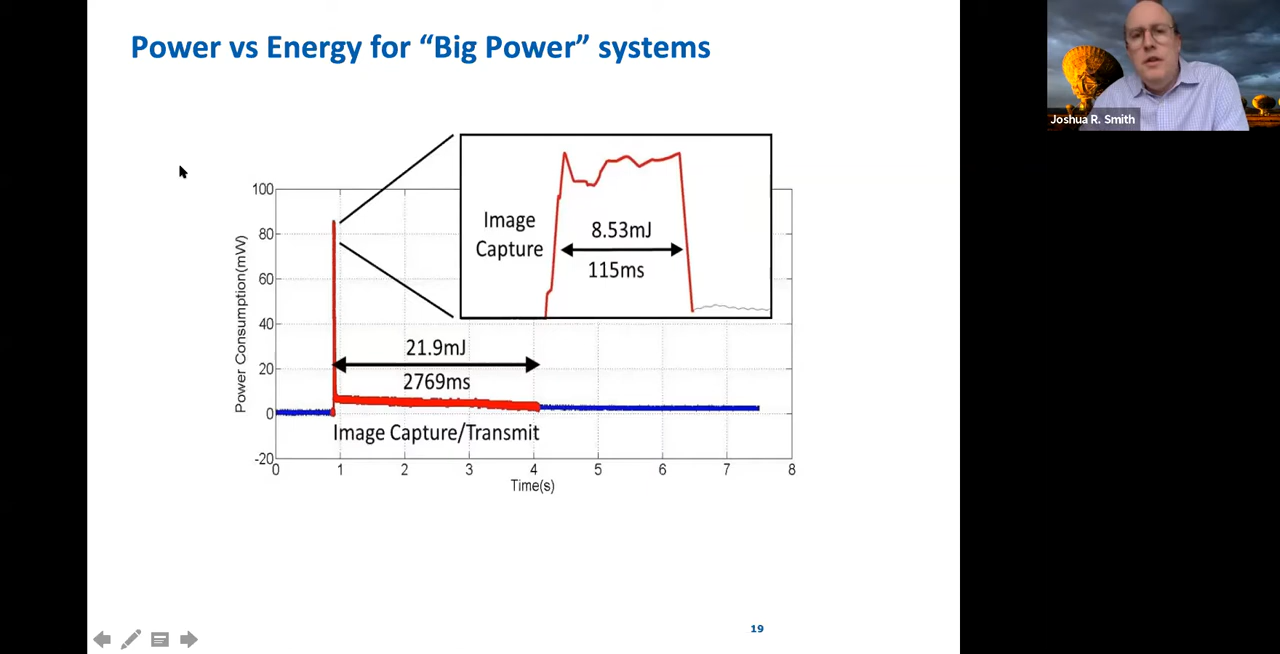 Power vs Energy for “Big Power” systems
Joshua R. Smith
Image
Capture
8.53mJ
115ms
100
80
60
40
20
0
-20
Power Consumption(mW)
21.9mJ
2769ms
Image Capture/Transmit
0 1 2 3 4 5 6 7 8
Time(s)
19